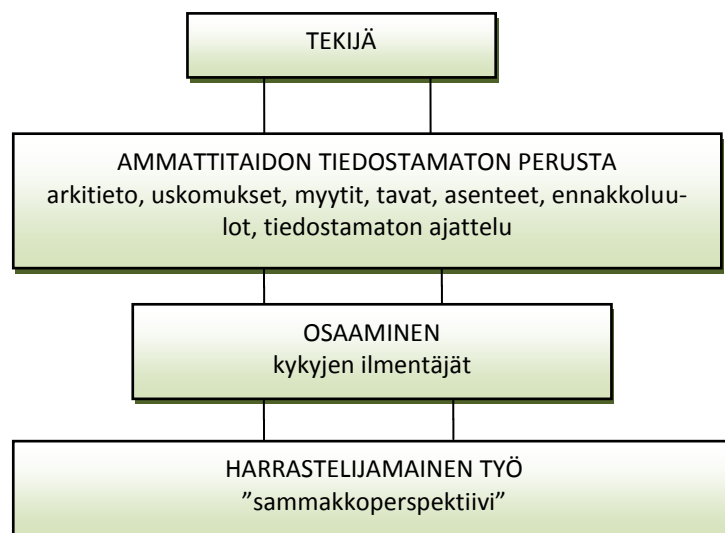 TEKIJÄ
AMMATTITAIDON TIEDOSTAMATON PERUSTA
arkitieto, uskomukset, myytit, tavat, asenteet, ennakkoluu-
lot, tiedostamaton ajattelu
OSAAMINEN
kykyjen ilmentäjät
HARRASTELIJAMAINEN TYÖ
”sammakkoperspektiivi”